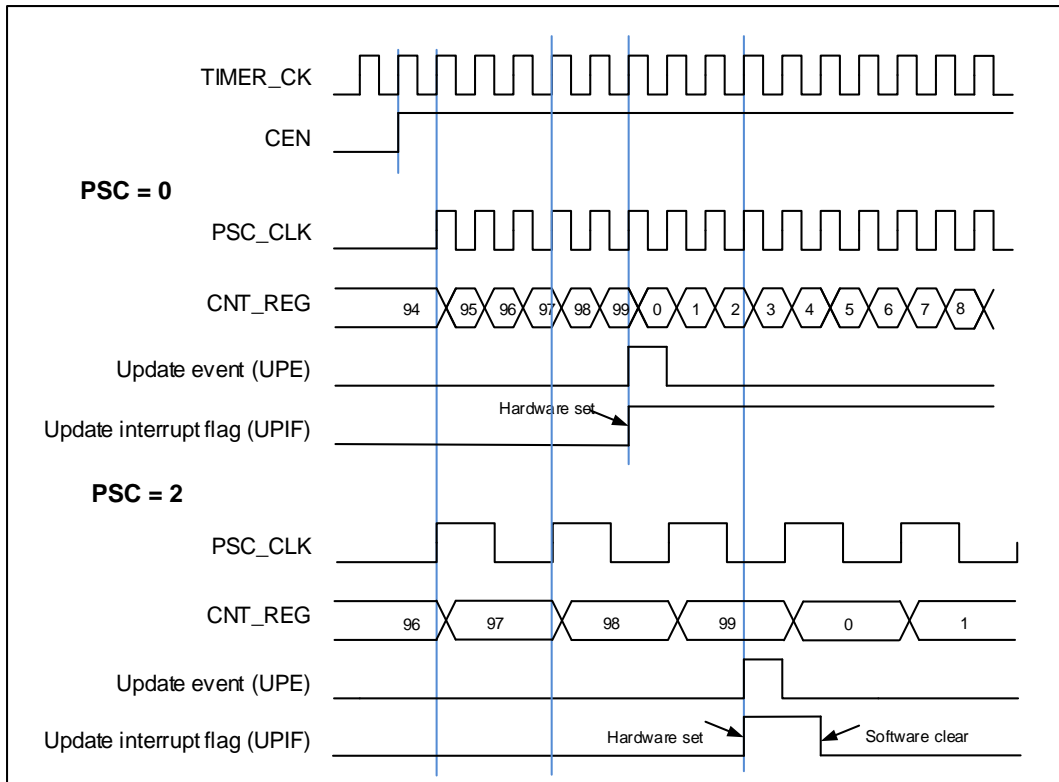 TIMER_CK
CEN
PSC = 0
PSC_CLK
CNT_REG 94 95 96 97 98 99 0 1 2 3 4 5 6 7 8
Update event (UPE)
Hardware set
Update interrupt flag (UPIF)
PSC = 2
PSC_CLK
CNT_REG 96 97 98 99 0 1
Update event (UPE)
Update interrupt flag (UPIF) Hardware set Software clear